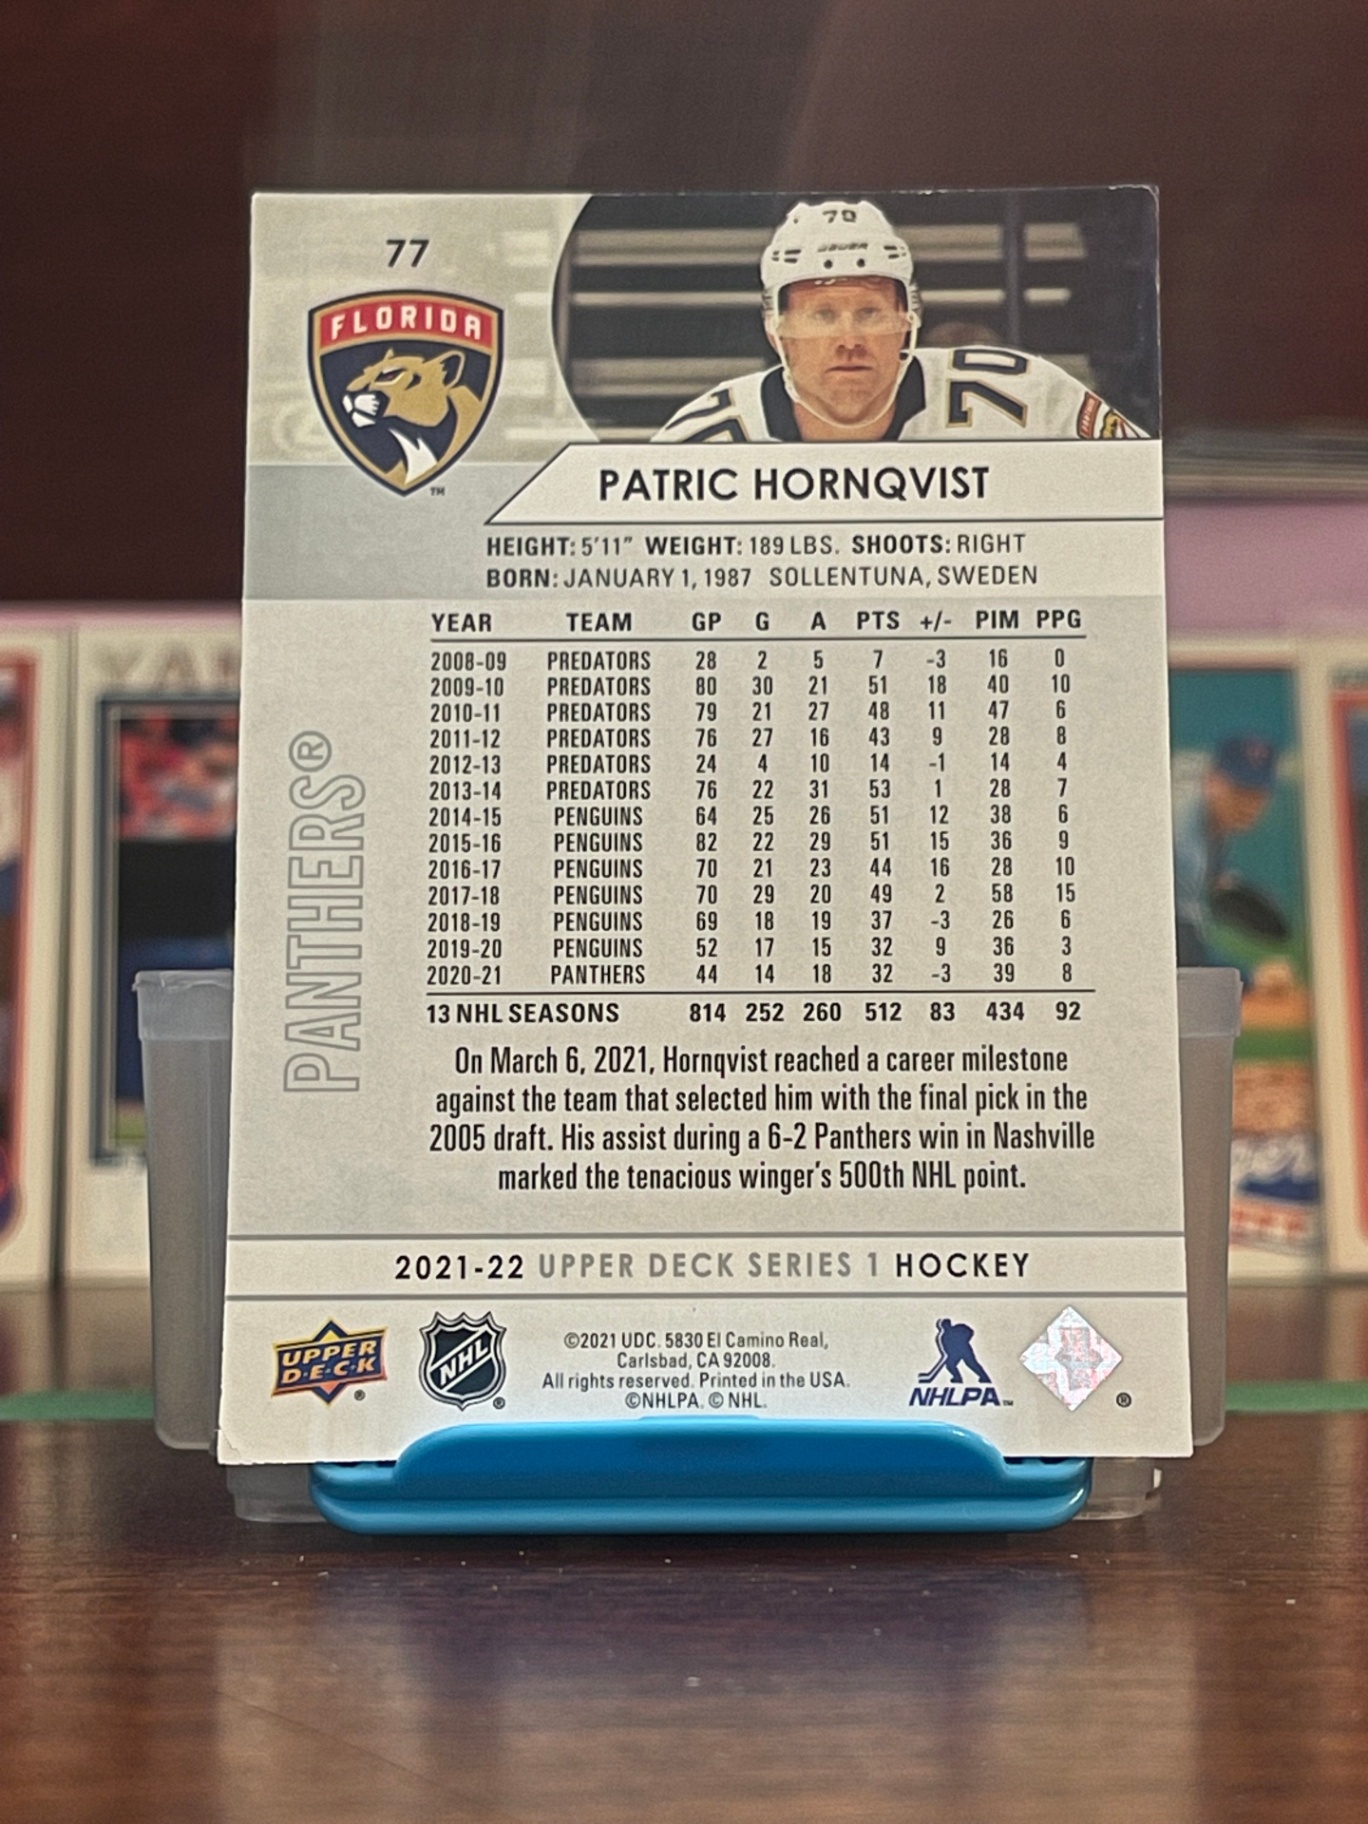 77
70
BAUER
FLORIDA
70
TM
PATRIC HORNQVIST
HEIGHT: 5'11" WEIGHT: 189 LBS. SHOOTS: RIGHT
BORN: JANUARY 1, 1987 SOLLENTUNA, SWEDEN
PANTHERS®
YEAR TEAM GP G A PTS +/- PIM PPG
2008-09 PREDATORS 28 2 5 7 -3 16 0
2009-10 PREDATORS 80 30 21 51 18 40 10
2010-11 PREDATORS 79 21 27 48 11 47 6
2011-12 PREDATORS 76 27 16 43 9 28 8
2012-13 PREDATORS 24 4 10 14 -1 14 4
2013-14 PREDATORS 76 22 31 53 1 28 7
2014-15 PENGUINS 64 25 26 51 12 38 6
2015-16 PENGUINS 82 22 29 51 15 36 9
2016-17 PENGUINS 70 21 23 44 16 28 10
2017-18 PENGUINS 70 29 20 49 2 58 15
2018-19 PENGUINS 69 18 19 37 -3 26 6
2019-20 PENGUINS 52 17 15 32 9 36 3
2020-21 PANTHERS 44 14 18 32 -3 39 8
13 NHL SEASONS 814 252 260 512 83 434 92
On March 6, 2021, Hornqvist reached a career milestone
against the team that selected him with the final pick in the
2005 draft. His assist during a 6-2 Panthers win in Nashville
marked the tenacious winger's 500th NHL point.
2021-22 UPPER DECK SERIES 1 HOCKEY
UPPER
D·E·C·K
®
NHL
®
©2021 UDC. 5830 El Camino Real,
Carlsbad, CA 92008.
All rights reserved. Printed in the USA.
©NHLPA. © NHL.
NHLPA™
®